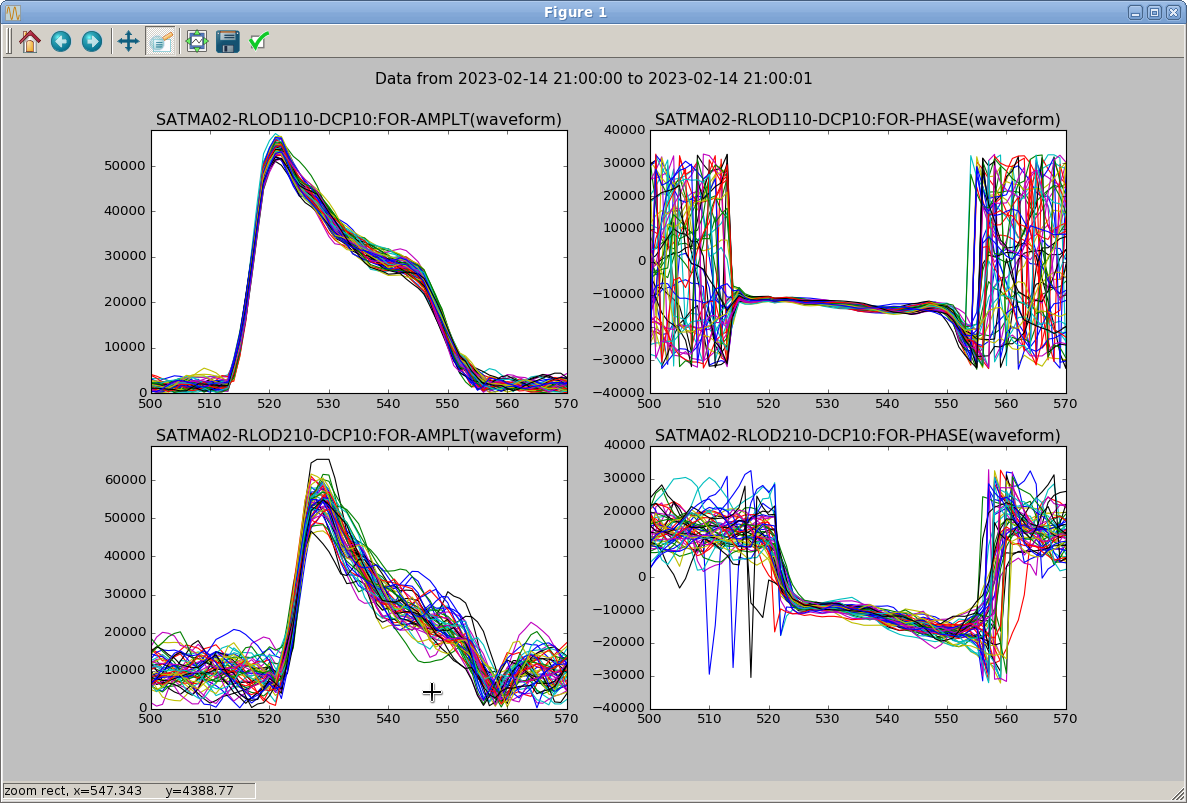 Figure 1
Data from 2023-02-14 21:00:00 to 2023-02-14 21:00:01
SATMA02-RLOD110-DCP10:FOR-AMPLT(waveform)
50000
40000
30000
20000
10000
0
500 510 520 530 540 550 560 570
SATMA02-RLOD110-DCP10:FOR-PHASE(waveform)
40000
30000
20000
10000
0
−10000
−20000
−30000
−40000
500 510 520 530 540 550 560 570
SATMA02-RLOD210-DCP10:FOR-AMPLT(waveform)
60000
50000
40000
30000
20000
10000
0
500 510 520 530 540 550 560 570
SATMA02-RLOD210-DCP10:FOR-PHASE(waveform)
40000
30000
20000
10000
0
−10000
−20000
−30000
−40000
500 510 520 530 540 550 560 570
zoom rect, x=547.343 y=4388.77